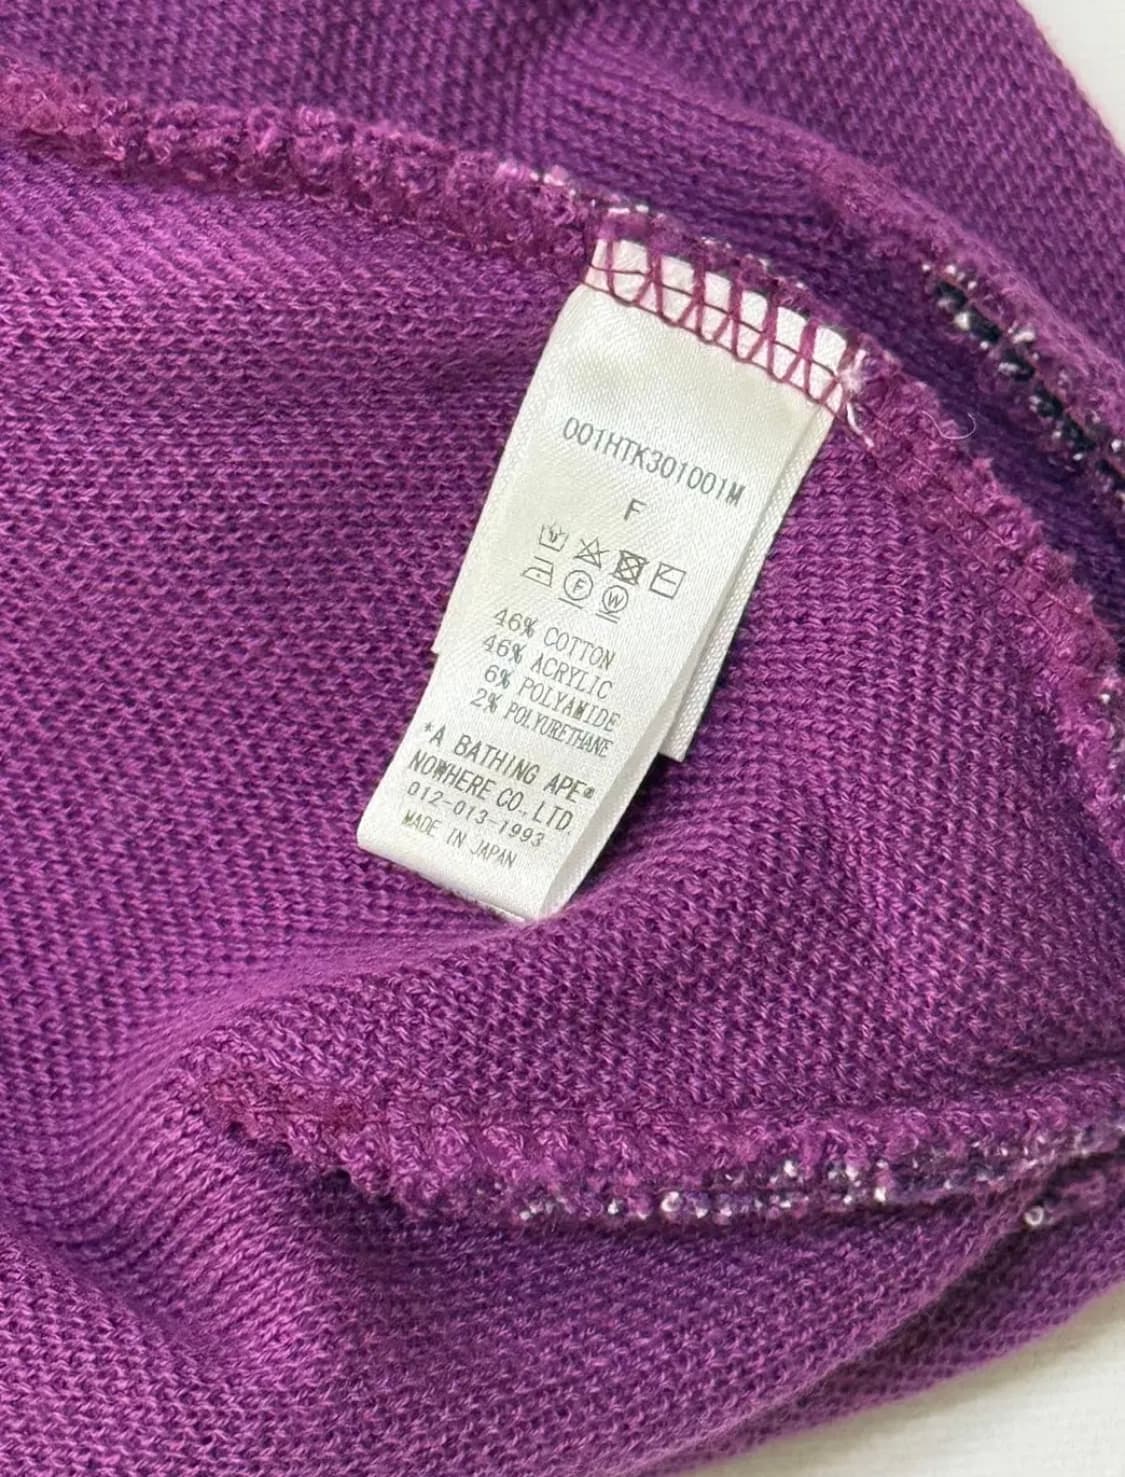 001HTK301001M
F
F W
46% COTTON
46% ACRYLIC
6% POLYAMIDE
2% POLYURETHANE
*A BATHING APE®
NOWHERE CO., LTD.
012-013-1993
MADE IN JAPAN